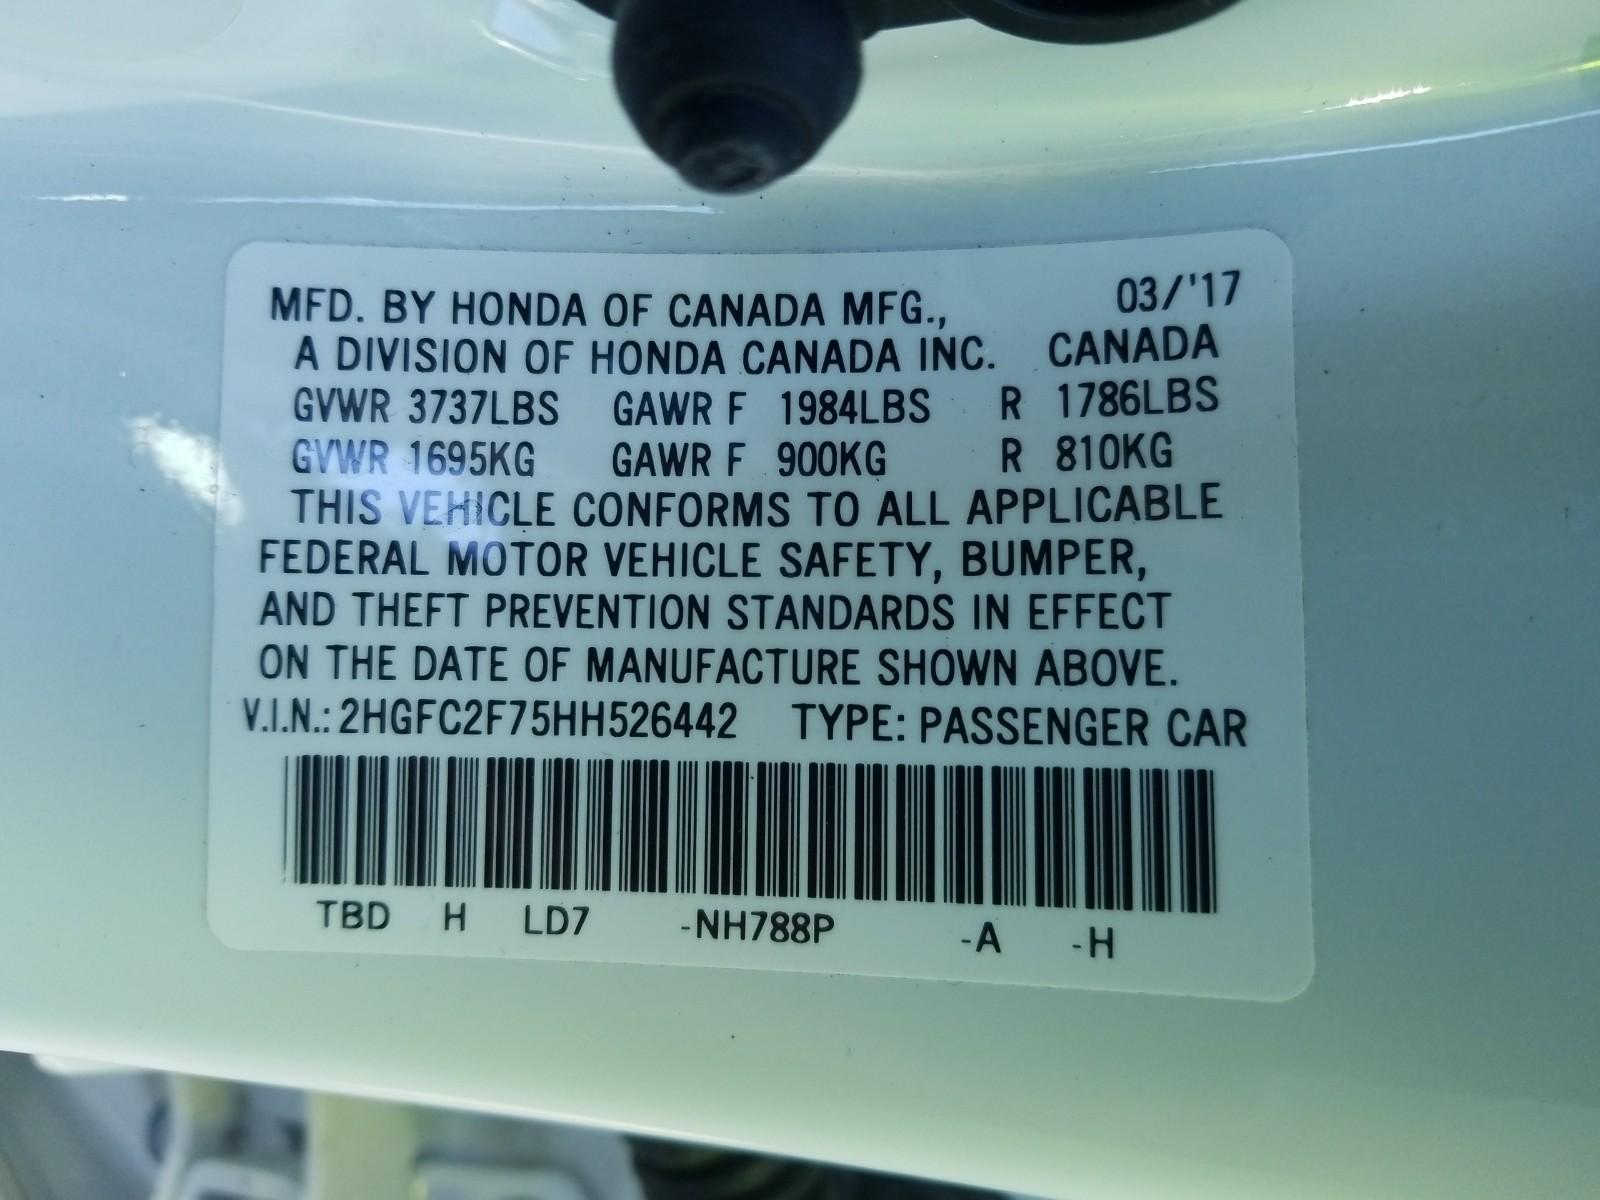 MFD. BY HONDA OF CANADA MFG., 03/'17
A DIVISION OF HONDA CANADA INC. CANADA
GVWR 3737LBS GAWR F 1984LBS R 1786LBS
GVWR 1695KG GAWR F 900KG R 810KG
THIS VEHICLE CONFORMS TO ALL APPLICABLE
FEDERAL MOTOR VEHICLE SAFETY, BUMPER,
AND THEFT PREVENTION STANDARDS IN EFFECT
ON THE DATE OF MANUFACTURE SHOWN ABOVE.
V.I.N.: 2HGFC2F75HH526442 TYPE: PASSENGER CAR
TBD H LD7 -NH788P -A -H